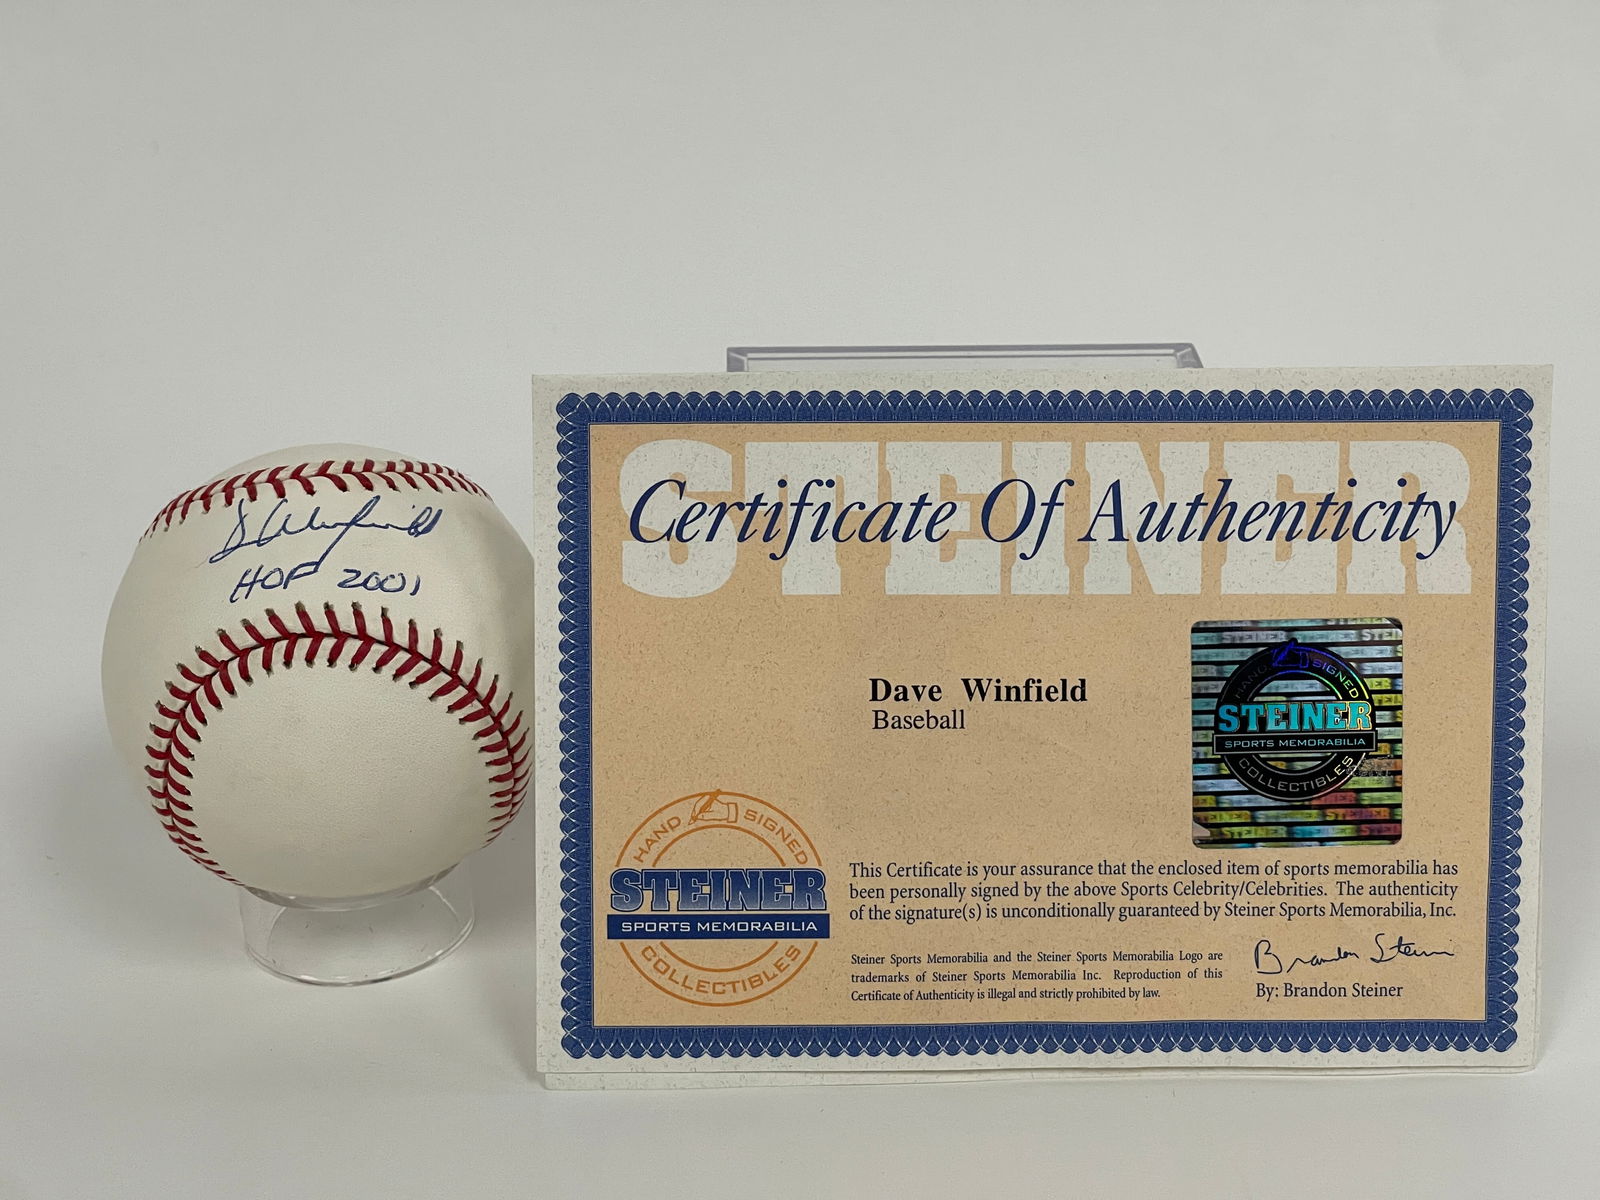 D Winfield
HOF 2001
STEINER
Certificate Of Authenticity
Dave Winfield
Baseball
HAND SIGNED
STEINER
SPORTS MEMORABILIA
COLLECTIBLES
HAND SIGNED
STEINER
SPORTS MEMORABILIA
COLLECTIBLES
This Certificate is your assurance that the enclosed item of sports memorabilia has
been personally signed by the above Sports Celebrity/Celebrities. The authenticity
of the signature(s) is unconditionally guaranteed by Steiner Sports Memorabilia, Inc.
Steiner Sports Memorabilia and the Steiner Sports Memorabilia Logo are
trademarks of Steiner Sports Memorabilia Inc. Reproduction of this
Certificate of Authenticity is illegal and strictly prohibited by law.
Brandon Steiner
By: Brandon Steiner